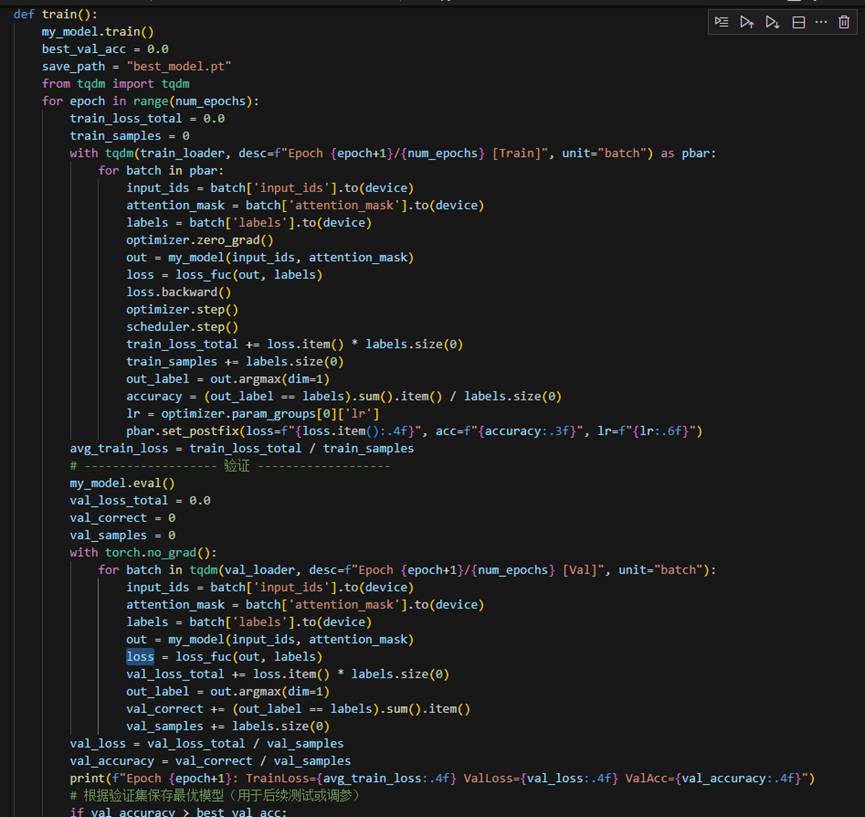 def train():
    my_model.train()
    best_val_acc = 0.0
    save_path = "best_model.pt"
    from tqdm import tqdm
    for epoch in range(num_epochs):
        train_loss_total = 0.0
        train_samples = 0
        with tqdm(train_loader, desc=f"Epoch {epoch+1}/{num_epochs} [Train]", unit="batch") as pbar:
            for batch in pbar:
                input_ids = batch['input_ids'].to(device)
                attention_mask = batch['attention_mask'].to(device)
                labels = batch['labels'].to(device)
                optimizer.zero_grad()
                out = my_model(input_ids, attention_mask)
                loss = loss_fuc(out, labels)
                loss.backward()
                optimizer.step()
                scheduler.step()
                train_loss_total += loss.item() * labels.size(0)
                train_samples += labels.size(0)
                out_label = out.argmax(dim=1)
                accuracy = (out_label == labels).sum().item() / labels.size(0)
                lr = optimizer.param_groups[0]['lr']
                pbar.set_postfix(loss=f"{loss.item():.4f}", acc=f"{accuracy:.3f}", lr=f"{lr:.6f}")
        avg_train_loss = train_loss_total / train_samples
        # ------------------- 验证 -------------------
        my_model.eval()
        val_loss_total = 0.0
        val_correct = 0
        val_samples = 0
        with torch.no_grad():
            for batch in tqdm(val_loader, desc=f"Epoch {epoch+1}/{num_epochs} [Val]", unit="batch"):
                input_ids = batch['input_ids'].to(device)
                attention_mask = batch['attention_mask'].to(device)
                labels = batch['labels'].to(device)
                out = my_model(input_ids, attention_mask)
                loss = loss_fuc(out, labels)
                val_loss_total += loss.item() * labels.size(0)
                out_label = out.argmax(dim=1)
                val_correct += (out_label == labels).sum().item()
                val_samples += labels.size(0)
        val_loss = val_loss_total / val_samples
        val_accuracy = val_correct / val_samples
        print(f"Epoch {epoch+1}: TrainLoss={avg_train_loss:.4f} ValLoss={val_loss:.4f} ValAcc={val_accuracy:.4f}")
        # 根据验证集保存最优模型（用于后续测试或调参）
        if val_accuracy > best_val_acc: